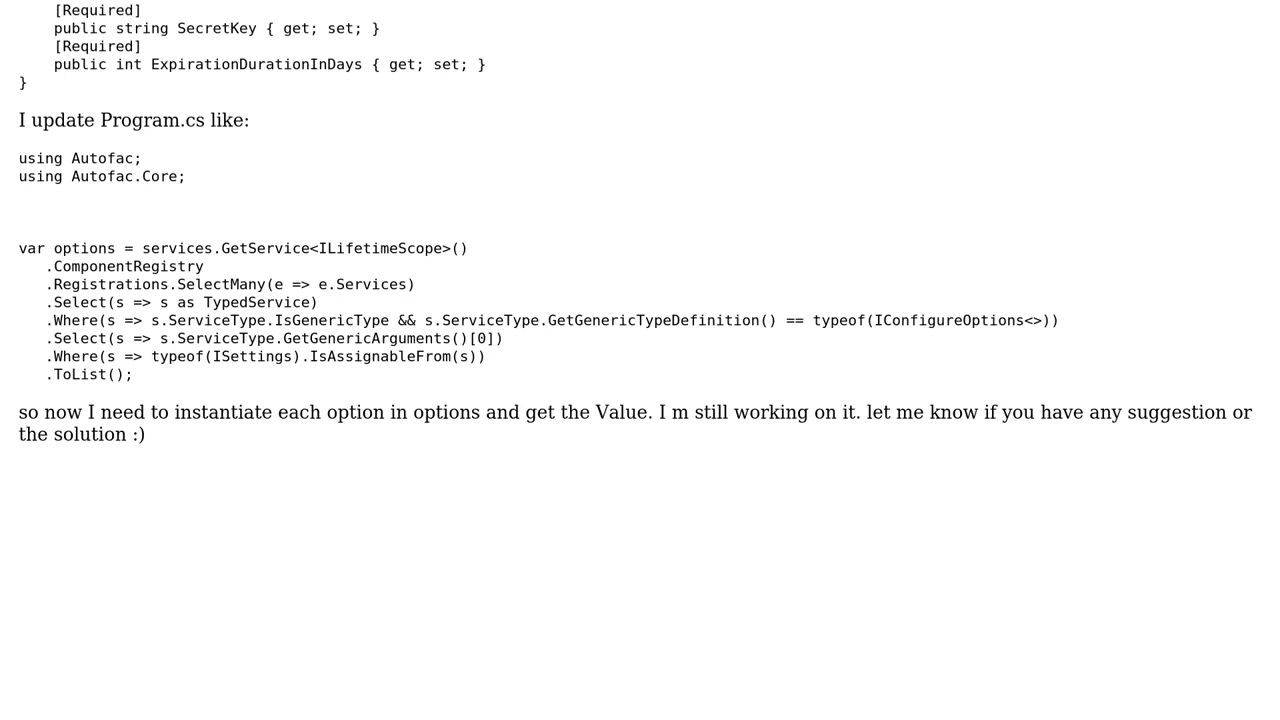 [Required]
public string SecretKey { get; set; }
[Required]
public int ExpirationDurationInDays { get; set; }
}
I update Program.cs like:
using Autofac;
using Autofac.Core;
var options = services.GetService<ILifetimeScope>()
.ComponentRegistry
.Registrations.SelectMany(e => e.Services)
.Select(s => s as TypedService)
.Where(s => s.ServiceType.IsGenericType && s.ServiceType.GetGenericTypeDefinition() == typeof(IConfigureOptions<>))
.Select(s => s.ServiceType.GetGenericArguments()[0])
.Where(s => typeof(ISettings).IsAssignableFrom(s))
.ToList();
so now I need to instantiate each option in options and get the Value. I m still working on it. let me know if you have any suggestion or
the solution :)